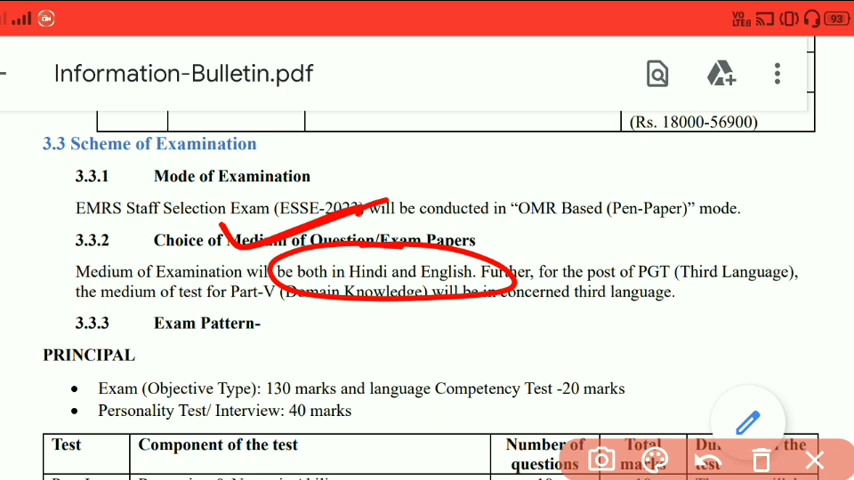 VO
LTE
93
Information-Bulletin.pdf
(Rs. 18000-56900)
3.3 Scheme of Examination
3.3.1 Mode of Examination
EMRS Staff Selection Exam (ESSE-2023) will be conducted in “OMR Based (Pen-Paper)” mode.
3.3.2 Choice of Medium of Question/Exam Papers
Medium of Examination will be both in Hindi and English. Further, for the post of PGT (Third Language),
the medium of test for Part-V (Domain Knowledge) will be in concerned third language.
3.3.3 Exam Pattern-
PRINCIPAL
• Exam (Objective Type): 130 marks and language Competency Test -20 marks
• Personality Test/ Interview: 40 marks
Test Component of the test Number of Total the
questions marks test